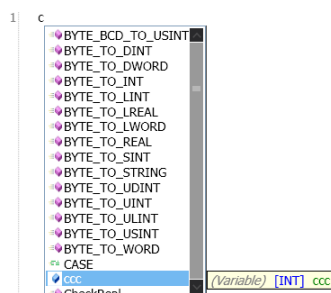 1 c
BYTE_BCD_TO_USINT
BYTE_TO_DINT
BYTE_TO_DWORD
BYTE_TO_INT
BYTE_TO_LINT
BYTE_TO_LREAL
BYTE_TO_LWORD
BYTE_TO_REAL
BYTE_TO_SINT
BYTE_TO_STRING
BYTE_TO_UDINT
BYTE_TO_UINT
BYTE_TO_ULINT
BYTE_TO_USINT
BYTE_TO_WORD
CASE
ccc (Variable) [INT] ccc